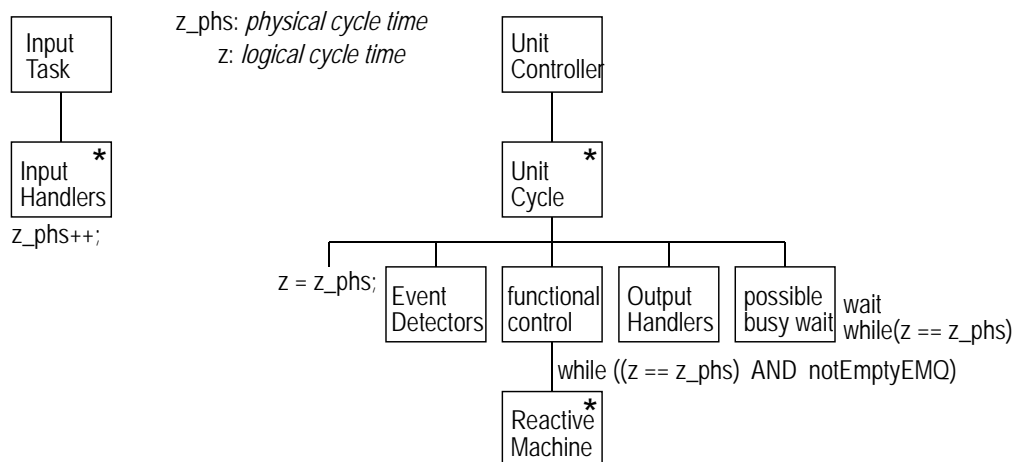 z_phs: physical cycle time
z: logical cycle time
Input
Task
Unit
Controller
*
Input
Handlers
z_phs++;
*
Unit
Cycle
z = z_phs;
Event
Detectors
functional
control
Output
Handlers
possible
busy wait
wait
while(z == z_phs)
while ((z == z_phs) AND notEmptyEMQ)
*
Reactive
Machine